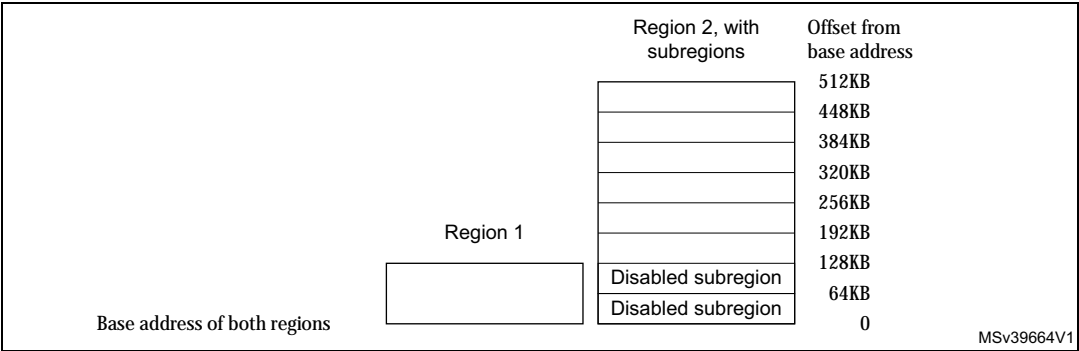 Region 2, with
subregions
Offset from
base address
512KB
448KB
384KB
320KB
256KB
Region 1
192KB
128KB
Disabled subregion
64KB
Disabled subregion
Base address of both regions
0
MSv39664V1